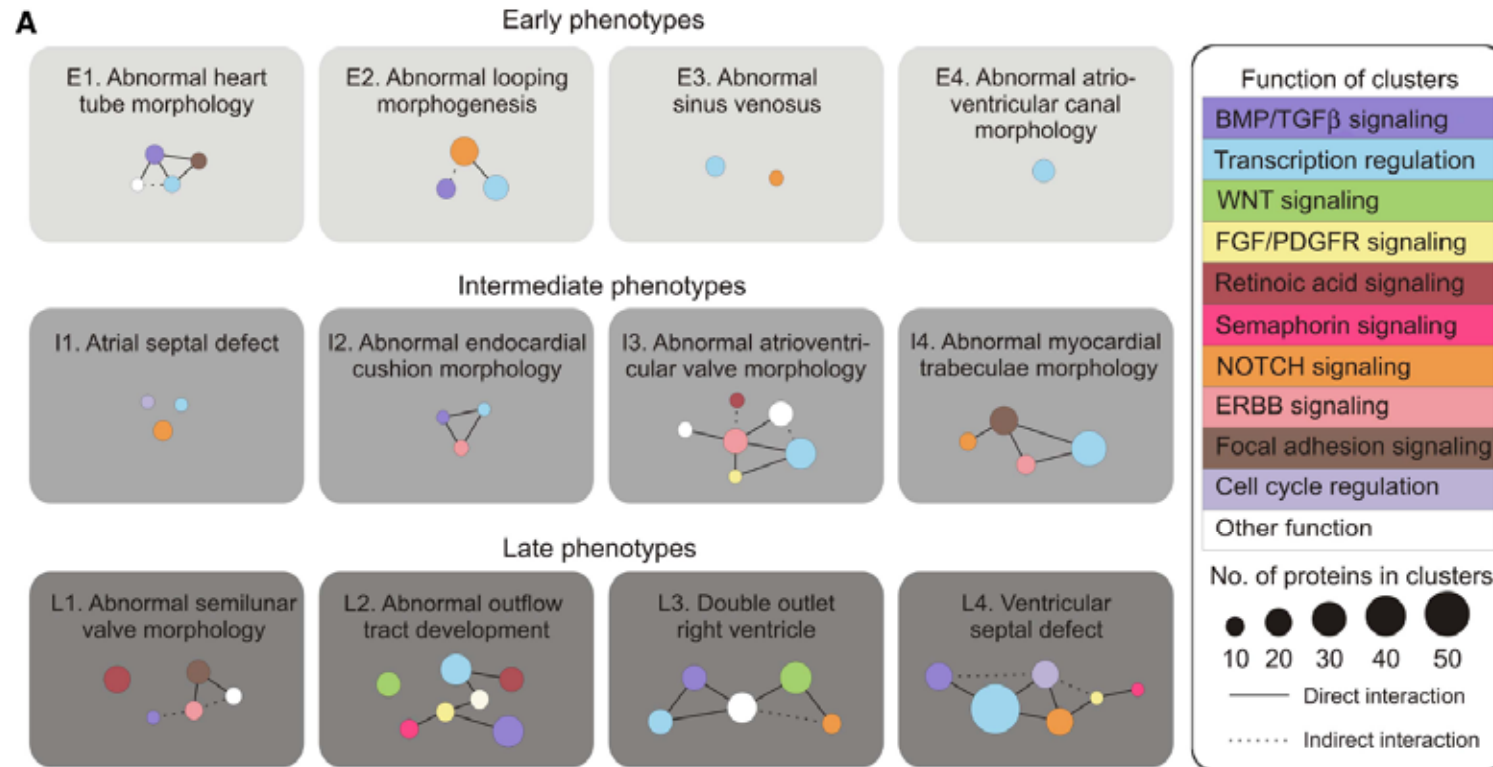 A
Early phenotypes
E1. Abnormal heart
tube morphology
E2. Abnormal looping
morphogenesis
E3. Abnormal
sinus venosus
E4. Abnormal atrio-
ventricular canal
morphology
Intermediate phenotypes
I1. Atrial septal defect
I2. Abnormal endocardial
cushion morphology
I3. Abnormal atrioventri-
cular valve morphology
I4. Abnormal myocardial
trabeculae morphology
Late phenotypes
L1. Abnormal semilunar
valve morphology
L2. Abnormal outflow
tract development
L3. Double outlet
right ventricle
L4. Ventricular
septal defect
Function of clusters
BMP/TGFβ signaling
Transcription regulation
WNT signaling
FGF/PDGFR signaling
Retinoic acid signaling
Semaphorin signaling
NOTCH signaling
ERBB signaling
Focal adhesion signaling
Cell cycle regulation
Other function
No. of proteins in clusters
10 20 30 40 50
Direct interaction
Indirect interaction